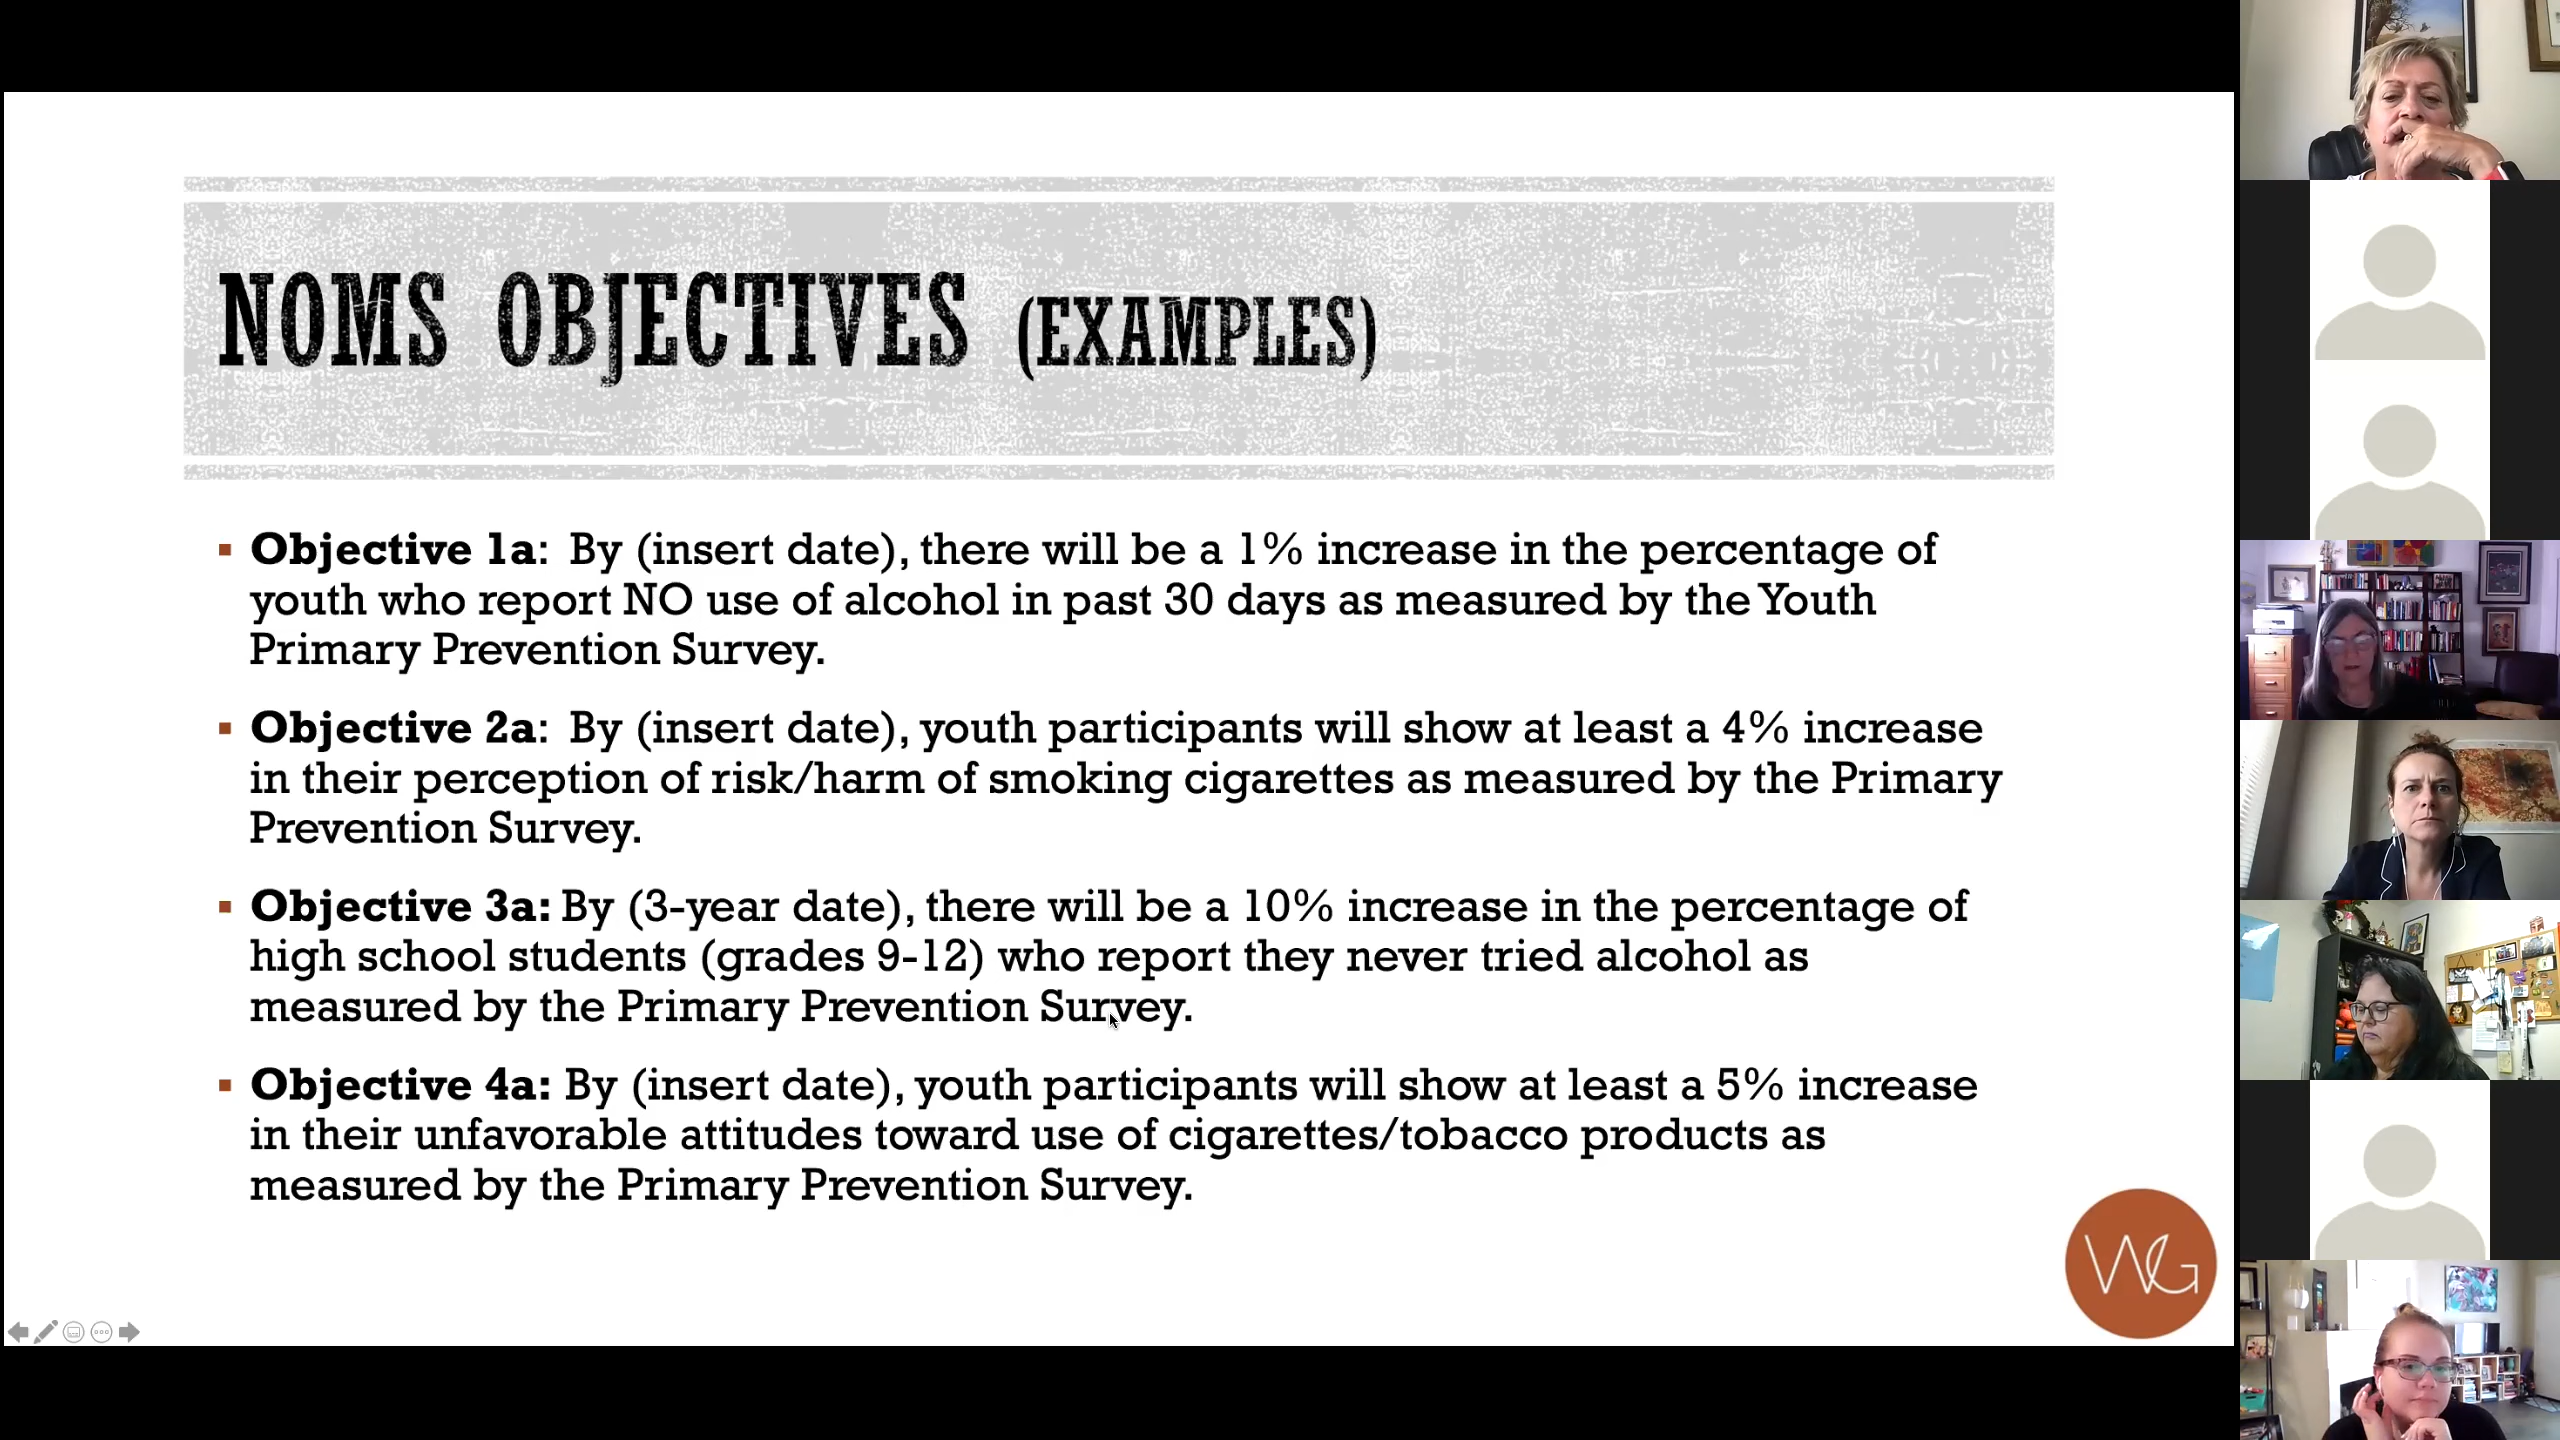 NOMS OBJECTIVES (EXAMPLES)
▪ Objective 1a: By (insert date), there will be a 1% increase in the percentage of
youth who report NO use of alcohol in past 30 days as measured by the Youth
Primary Prevention Survey.
▪ Objective 2a: By (insert date), youth participants will show at least a 4% increase
in their perception of risk/harm of smoking cigarettes as measured by the Primary
Prevention Survey.
▪ Objective 3a: By (3-year date), there will be a 10% increase in the percentage of
high school students (grades 9-12) who report they never tried alcohol as
measured by the Primary Prevention Survey.
▪ Objective 4a: By (insert date), youth participants will show at least a 5% increase
in their unfavorable attitudes toward use of cigarettes/tobacco products as
measured by the Primary Prevention Survey.
WG